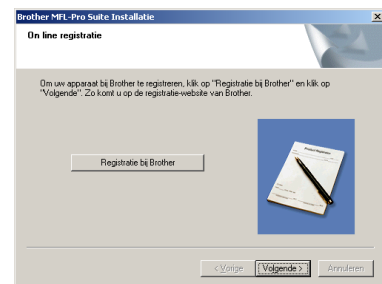 Brother MFL-Pro Suite Installatie
On line registratie
Om uw apparaat bij Brother te registreren, klik op "Registratie bij Brother" en klik op
"Volgende". Zo komt u op de registratie-website van Brother.
Registratie bij Brother
Product Registration
< Vorige
Volgende >
Annuleren